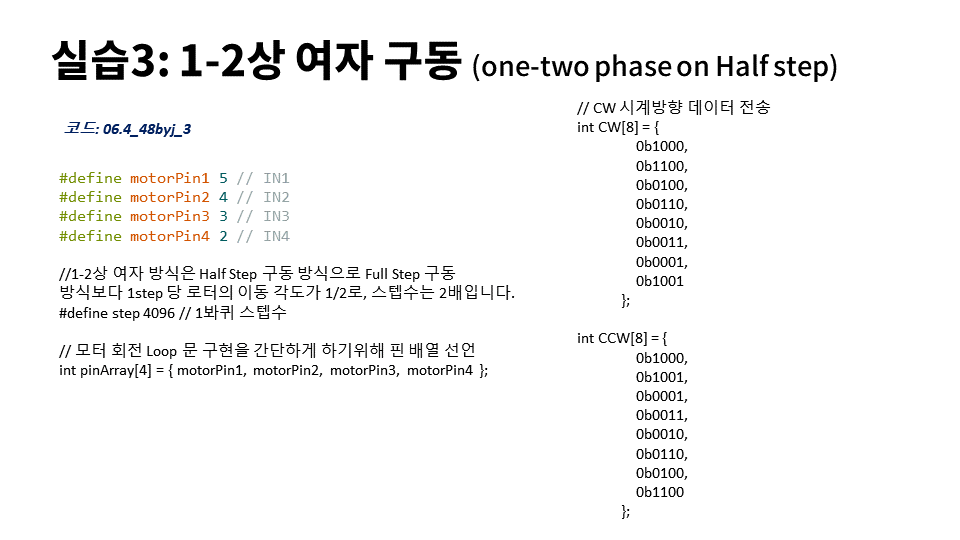 실습3: 1-2상 여자 구동 (one-two phase on Half step)
코드: 06.4_48byj_3
#define motorPin1 5 // IN1
#define motorPin2 4 // IN2
#define motorPin3 3 // IN3
#define motorPin4 2 // IN4
//1-2상 여자 방식은 Half Step 구동 방식으로 Full Step 구동
방식보다 1step 당 로터의 이동 각도가 1/2로, 스텝수는 2배입니다.
#define step 4096 // 1봐퀴 스텝수
// 모터 회전 Loop 문 구현을 간단하게 하기위해 핀 배열 선언
int pinArray[4] = { motorPin1, motorPin2, motorPin3, motorPin4 };
// CW 시계방향 데이터 전송
int CW[8] = {
0b1000,
0b1100,
0b0100,
0b0110,
0b0010,
0b0011,
0b0001,
0b1001
};
int CCW[8] = {
0b1000,
0b1001,
0b0001,
0b0011,
0b0010,
0b0110,
0b0100,
0b1100
};